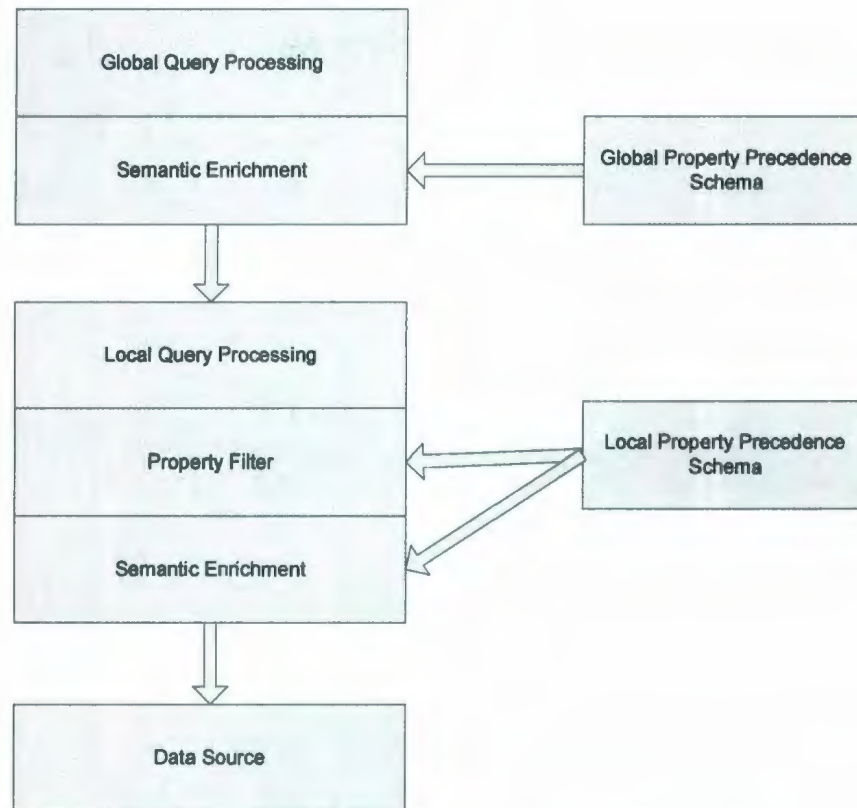 Global Query Processing
Semantic Enrichment
Global Property Precedence
Schema
Local Query Processing
Property Filter
Semantic Enrichment
Local Property Precedence
Schema
Data Source